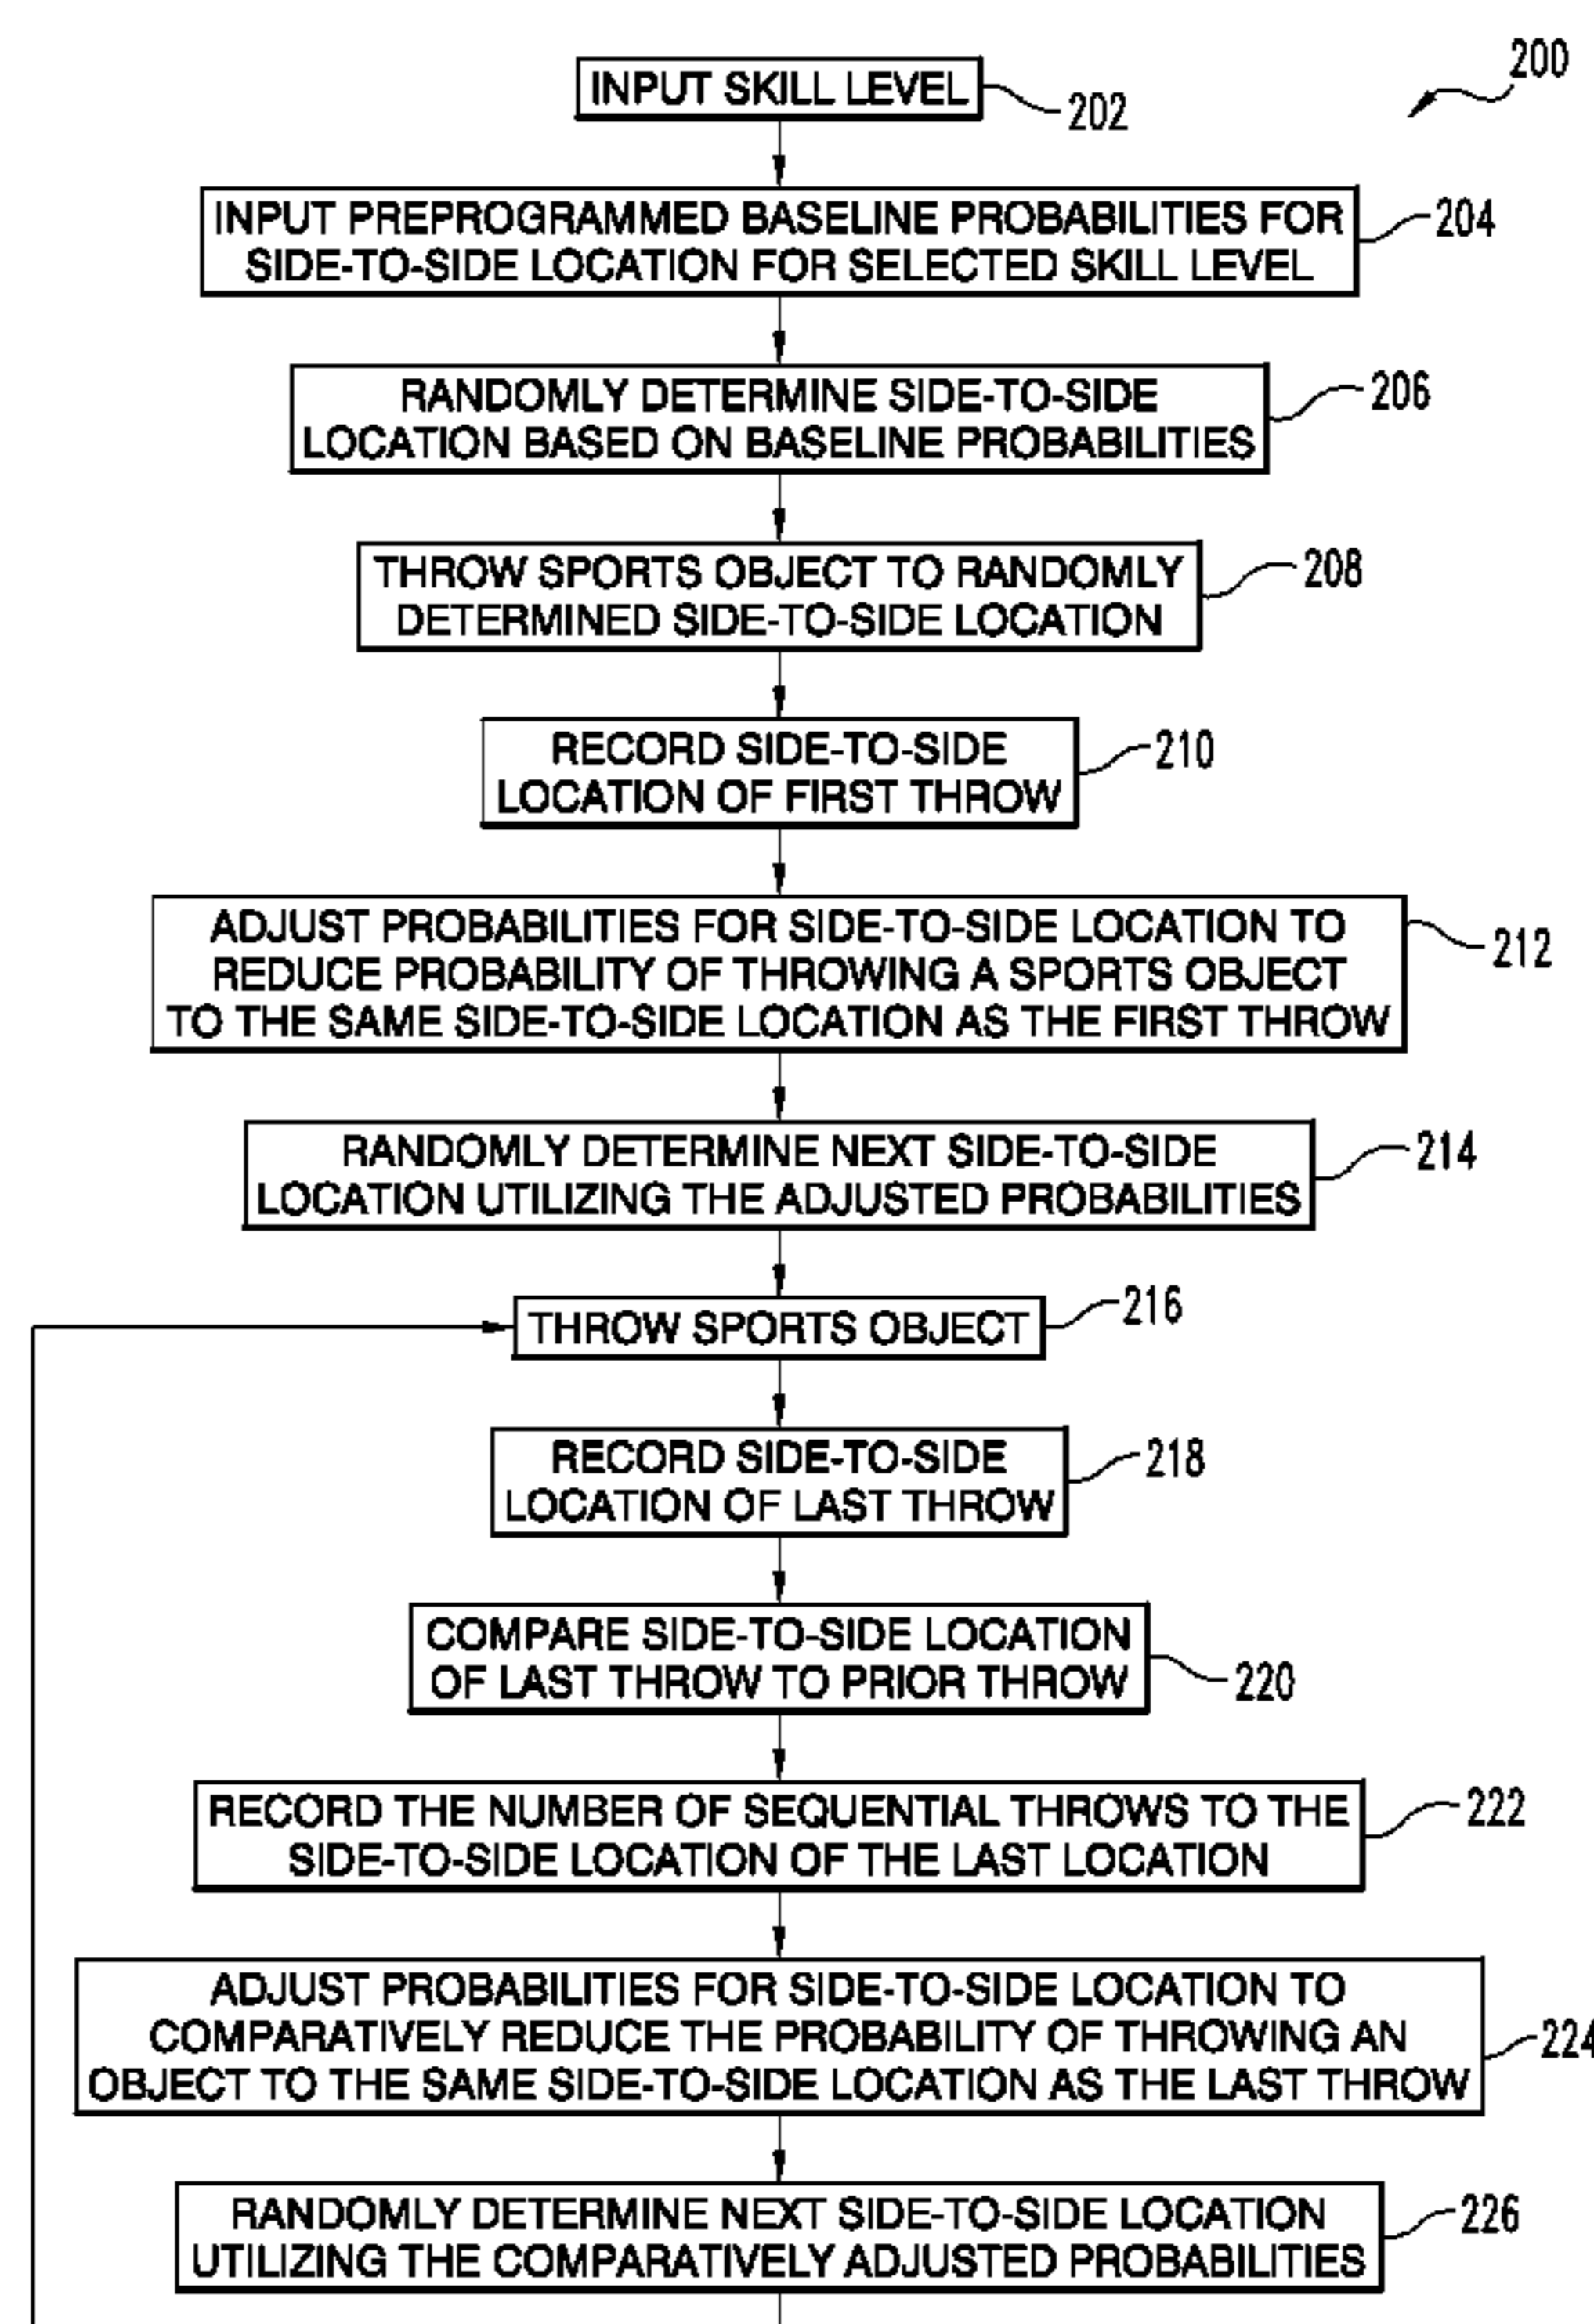 200
INPUT SKILL LEVEL
202
INPUT PREPROGRAMMED BASELINE PROBABILITIES FOR
SIDE-TO-SIDE LOCATION FOR SELECTED SKILL LEVEL
204
RANDOMLY DETERMINE SIDE-TO-SIDE
LOCATION BASED ON BASELINE PROBABILITIES
206
THROW SPORTS OBJECT TO RANDOMLY
DETERMINED SIDE-TO-SIDE LOCATION
208
RECORD SIDE-TO-SIDE
LOCATION OF FIRST THROW
210
ADJUST PROBABILITIES FOR SIDE-TO-SIDE LOCATION TO
REDUCE PROBABILITY OF THROWING A SPORTS OBJECT
TO THE SAME SIDE-TO-SIDE LOCATION AS THE FIRST THROW
212
RANDOMLY DETERMINE NEXT SIDE-TO-SIDE
LOCATION UTILIZING THE ADJUSTED PROBABILITIES
214
THROW SPORTS OBJECT
216
RECORD SIDE-TO-SIDE
LOCATION OF LAST THROW
218
COMPARE SIDE-TO-SIDE LOCATION
OF LAST THROW TO PRIOR THROW
220
RECORD THE NUMBER OF SEQUENTIAL THROWS TO THE
SIDE-TO-SIDE LOCATION OF THE LAST LOCATION
222
ADJUST PROBABILITIES FOR SIDE-TO-SIDE LOCATION TO
COMPARATIVELY REDUCE THE PROBABILITY OF THROWING AN
OBJECT TO THE SAME SIDE-TO-SIDE LOCATION AS THE LAST THROW
224
RANDOMLY DETERMINE NEXT SIDE-TO-SIDE LOCATION
UTILIZING THE COMPARATIVELY ADJUSTED PROBABILITIES
226